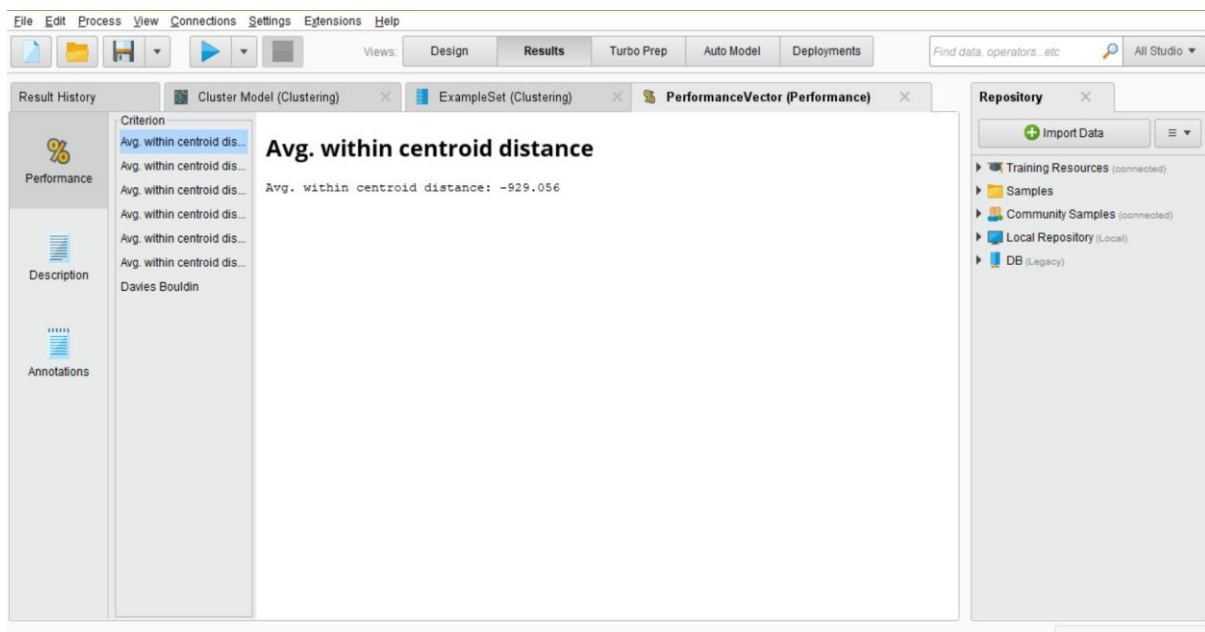 File Edit Process View Connections Settings Extensions Help
Views: Design Results Turbo Prep Auto Model Deployments Find data, operators...etc All Studio
Result History Cluster Model (Clustering) ExampleSet (Clustering) PerformanceVector (Performance) Repository
Criterion
Performance
Description
Annotations
Avg. within centroid dis...
Avg. within centroid dis...
Avg. within centroid dis...
Avg. within centroid dis...
Avg. within centroid dis...
Avg. within centroid dis...
Davies Bouldin
Avg. within centroid distance
Avg. within centroid distance: -929.056
Import Data
Training Resources (connected)
Samples
Community Samples (connected)
Local Repository (Local)
DB (Legacy)